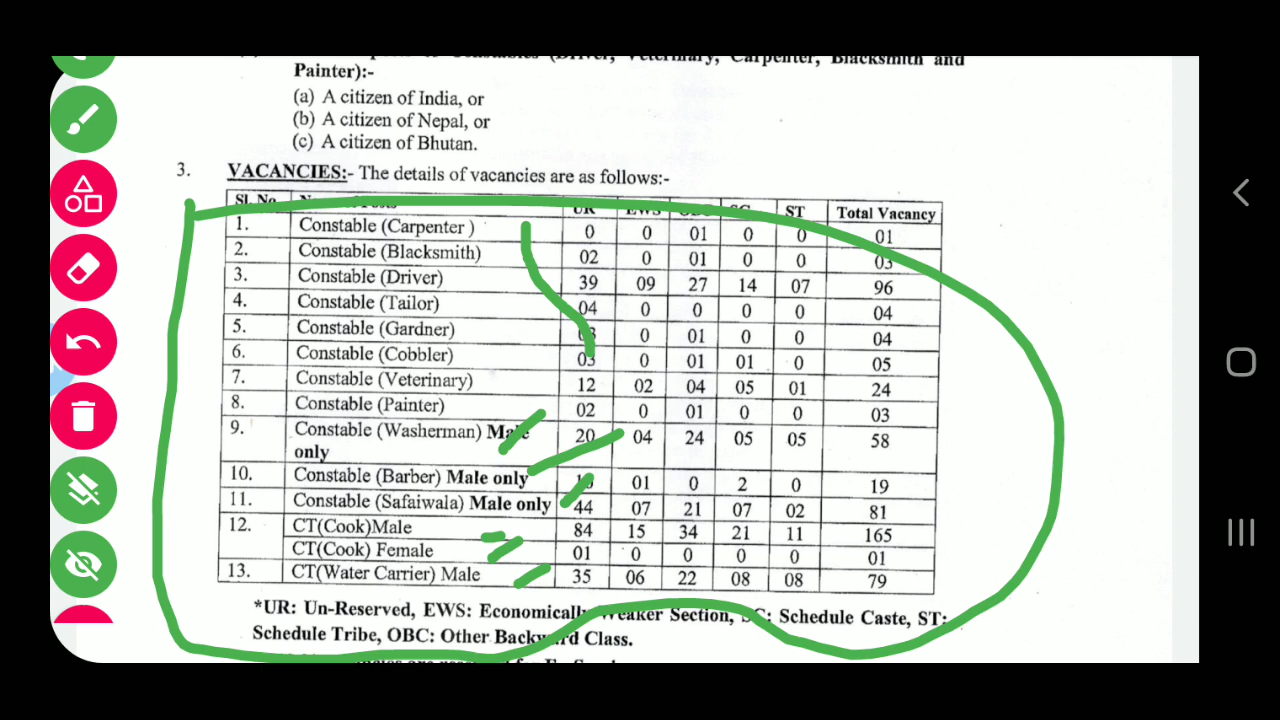 Painter):-
(a) A citizen of India, or
(b) A citizen of Nepal, or
(c) A citizen of Bhutan.
3. VACANCIES:- The details of vacancies are as follows:-
Sl. No UR EWS ST Total Vacancy
1. Constable (Carpenter ) 0 0 01 0 0 01
2. Constable (Blacksmith) 02 0 01 0 0 03
3. Constable (Driver) 39 09 27 14 07 96
4. Constable (Tailor) 04 0 0 0 0 04
5. Constable (Gardner) 0 01 0 0 04
6. Constable (Cobbler) 03 0 01 01 0 05
7. Constable (Veterinary) 12 02 04 05 01 24
8. Constable (Painter) 02 0 01 0 0 03
9. Constable (Washerman) Male 20 04 24 05 05 58
only
10. Constable (Barber) Male only 01 0 2 0 19
11. Constable (Safaiwala) Male only 44 07 21 07 02 81
12. CT(Cook)Male 84 15 34 21 11 165
CT(Cook) Female 01 0 0 0 0 01
13. CT(Water Carrier) Male 35 06 22 08 08 79
*UR: Un-Reserved, EWS: Economically Weaker Section, SC: Schedule Caste, ST:
Schedule Tribe, OBC: Other Backward Class.